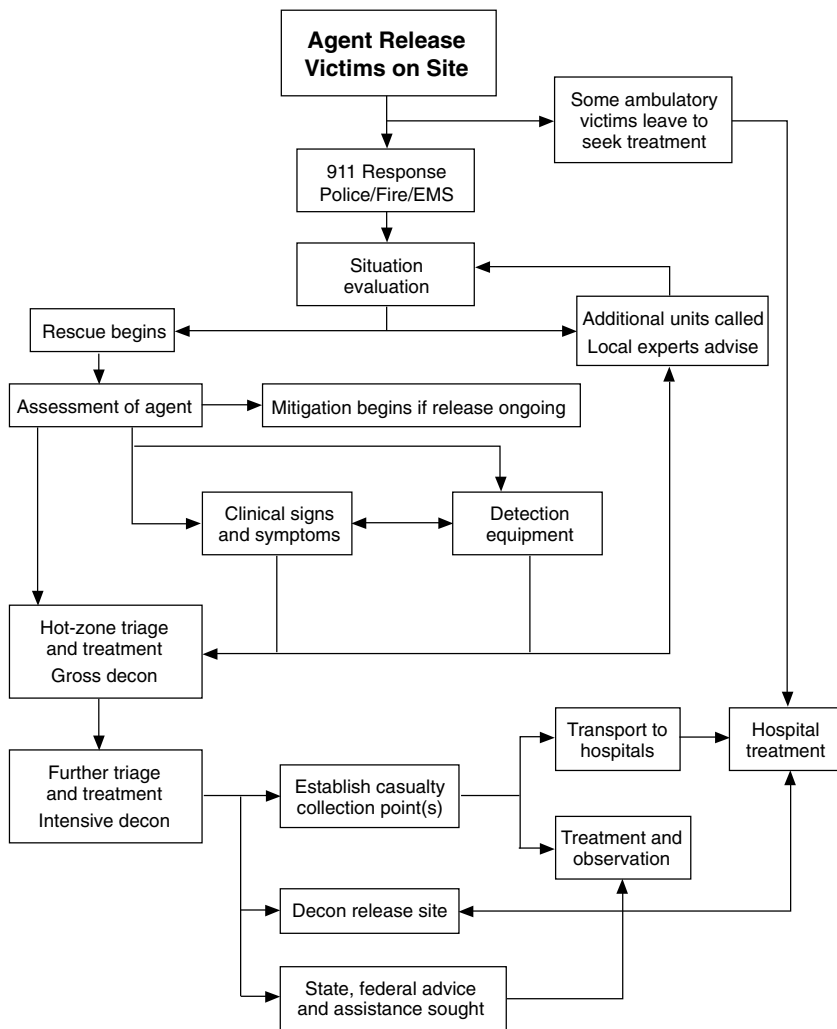 Agent Release
Victims on Site
Some ambulatory
victims leave to
seek treatment
911 Response
Police/Fire/EMS
Situation
evaluation
Rescue begins
Additional units called
Local experts advise
Assessment of agent
Mitigation begins if release ongoing
Clinical signs
and symptoms
Detection
equipment
Hot-zone triage
and treatment
Gross decon
Further triage
and treatment
Intensive decon
Establish casualty
collection point(s)
Transport to
hospitals
Hospital
treatment
Treatment and
observation
Decon release site
State, federal advice
and assistance sought